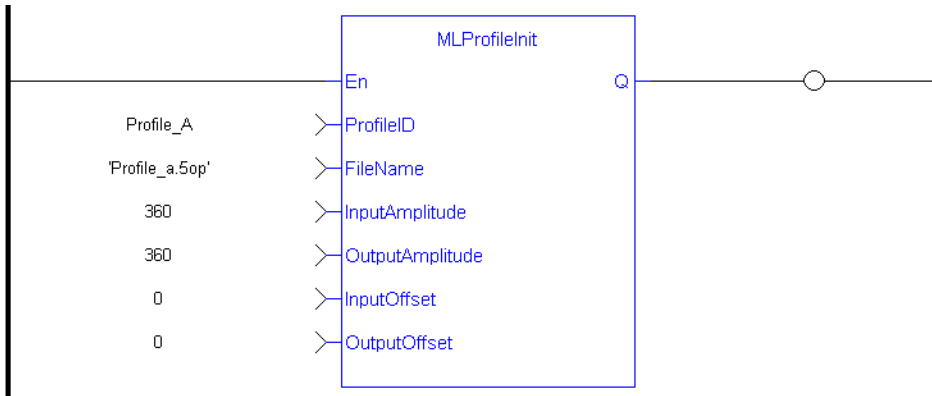 MLProfileInit
En Q
Profile_A ProfileID
'Profile_a.5op' FileName
360 InputAmplitude
360 OutputAmplitude
0 InputOffset
0 OutputOffset